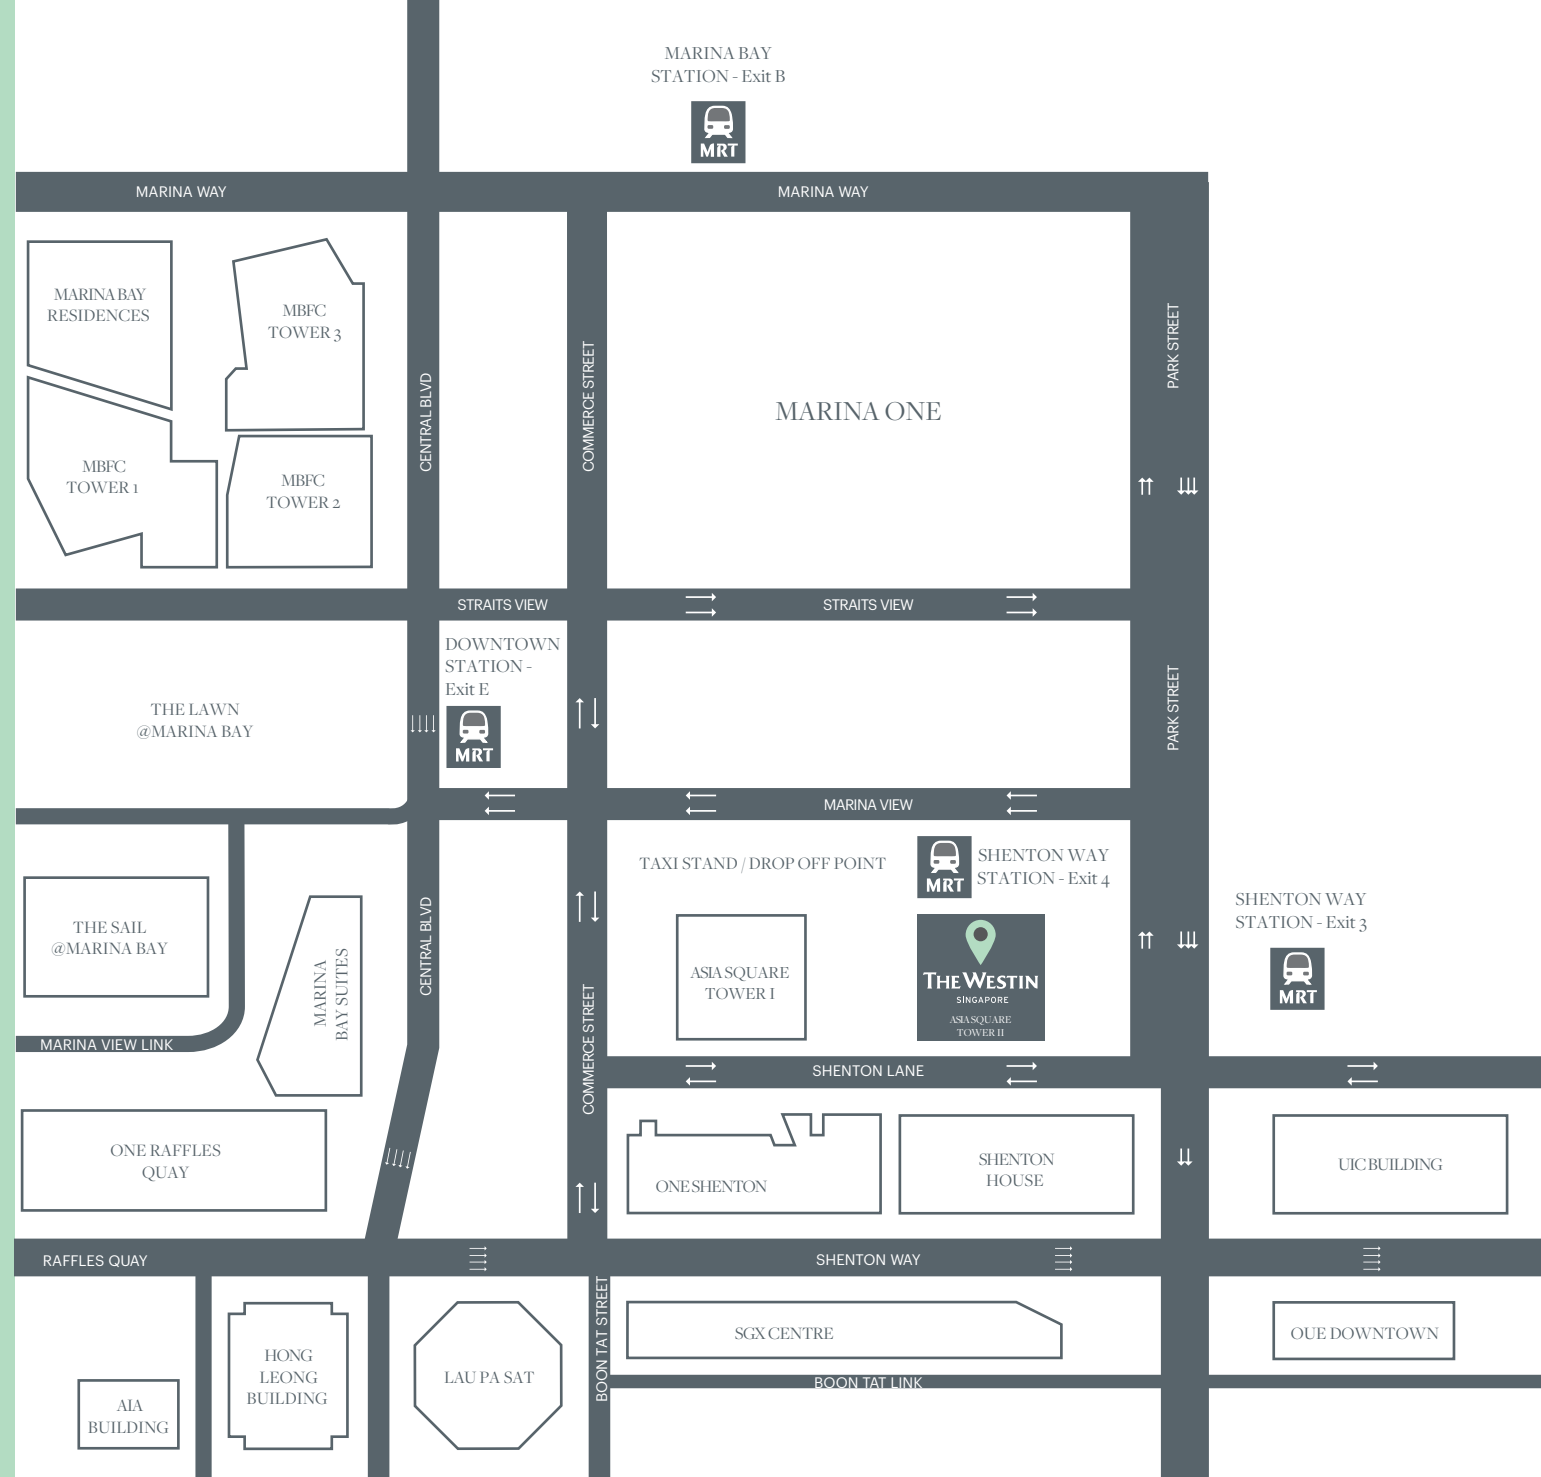 MARINA BAY
STATION - Exit B
MRT
MARINA WAY
MARINA WAY
MARINA BAY
RESIDENCES
MBFC
TOWER 3
CENTRAL BLVD
COMMERCE STREET
MARINA ONE
PARK STREET
MBFC
TOWER 1
MBFC
TOWER 2
STRAITS VIEW
STRAITS VIEW
DOWNTOWN
STATION -
Exit E
MRT
THE LAWN
@MARINA BAY
PARK STREET
MARINA VIEW
TAXI STAND / DROP OFF POINT
MRT
SHENTON WAY
STATION - Exit 4
SHENTON WAY
STATION - Exit 3
MRT
THE SAIL
@MARINA BAY
MARINA
BAY SUITES
CENTRAL BLVD
COMMERCE STREET
ASIA SQUARE
TOWER I
THE WESTIN
SINGAPORE
ASIA SQUARE
TOWER II
MARINA VIEW LINK
SHENTON LANE
ONE RAFFLES
QUAY
ONE SHENTON
SHENTON
HOUSE
UIC BUILDING
RAFFLES QUAY
SHENTON WAY
BOON TAT STREET
HONG
LEONG
BUILDING
LAU PA SAT
SGX CENTRE
OUE DOWNTOWN
BOON TAT LINK
AIA
BUILDING